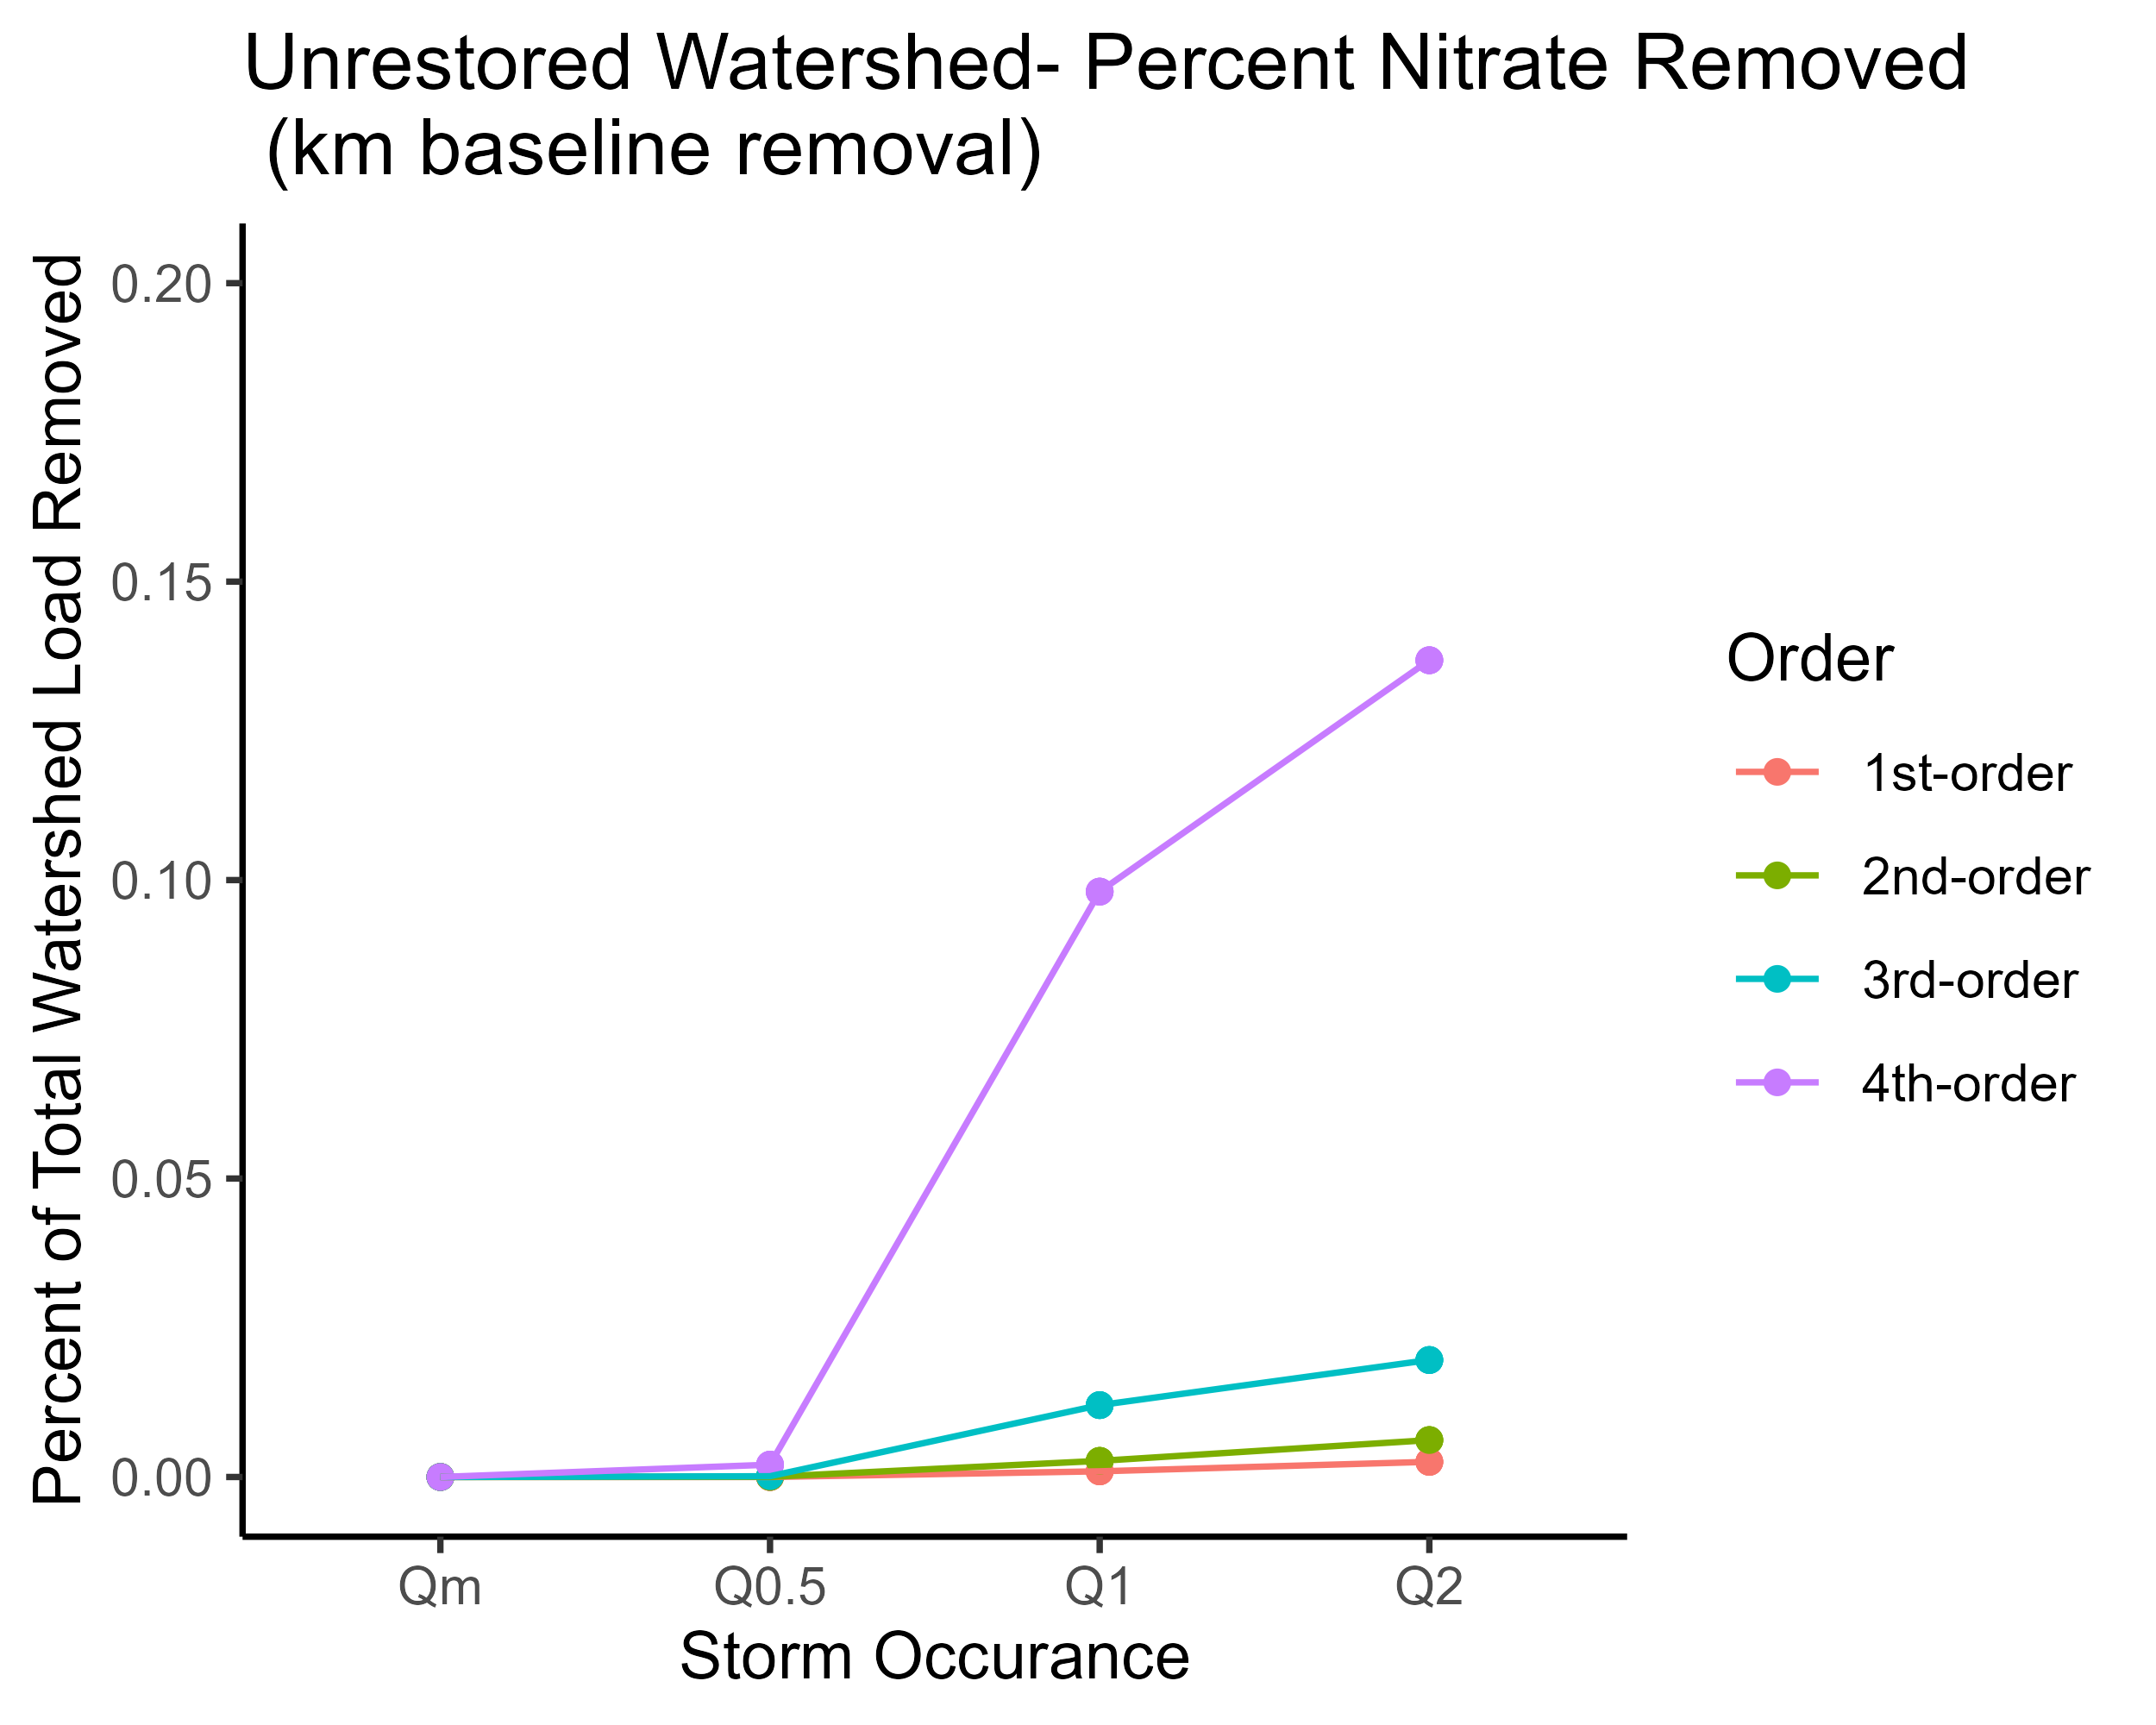 Unrestored Watershed- Percent Nitrate Removed
(km baseline removal)
Percent of Total Watershed Load Removed
0.20
0.15
0.10
0.05
0.00
Qm
Q0.5
Q1
Q2
Storm Occurance
Order
1st-order
2nd-order
3rd-order
4th-order